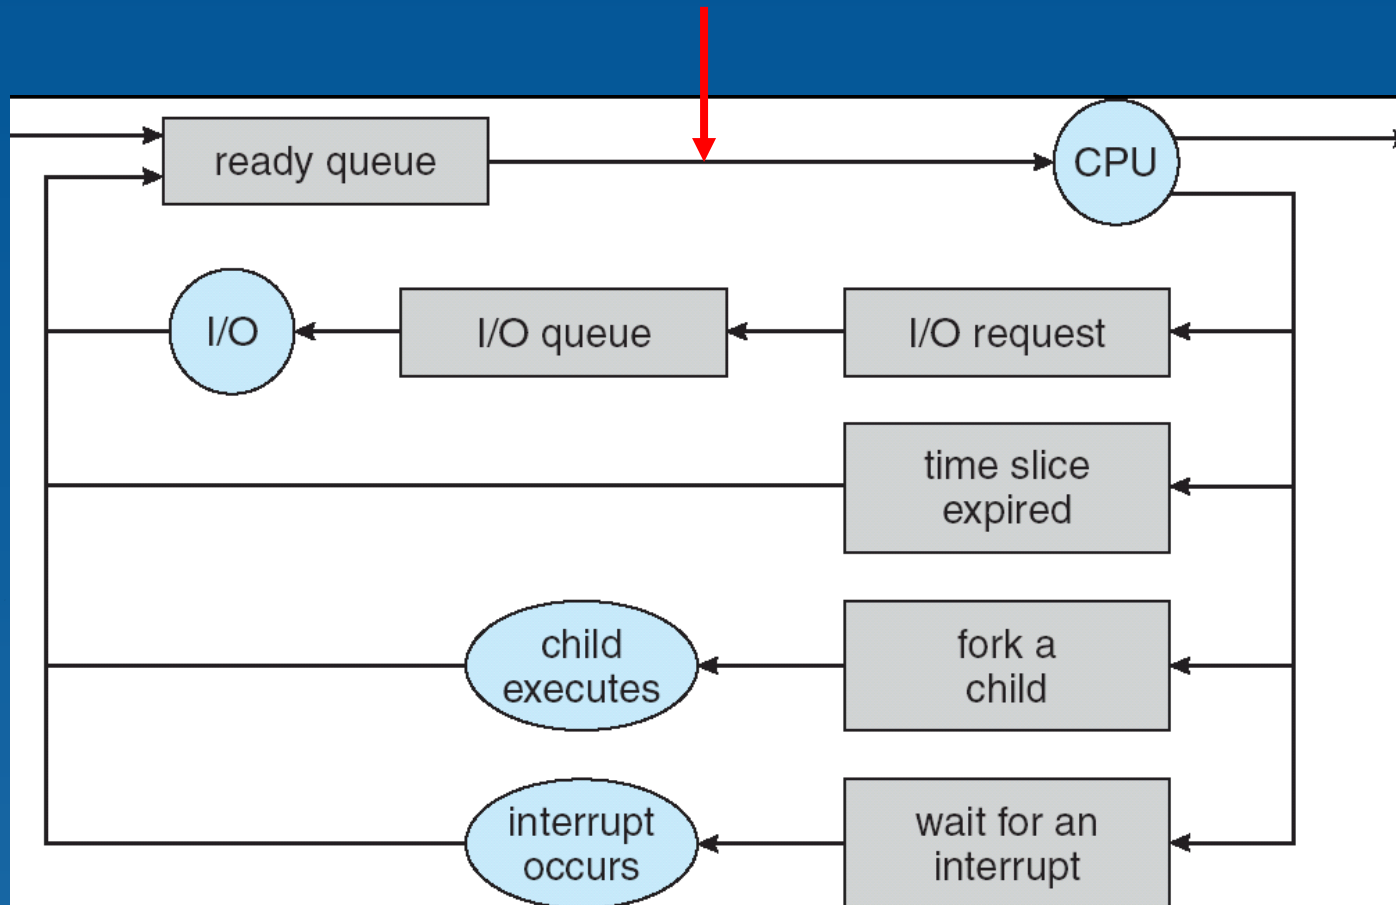 ready queue
CPU
I/O
I/O queue
I/O request
time slice
expired
child
executes
fork a
child
interrupt
occurs
wait for an
interrupt